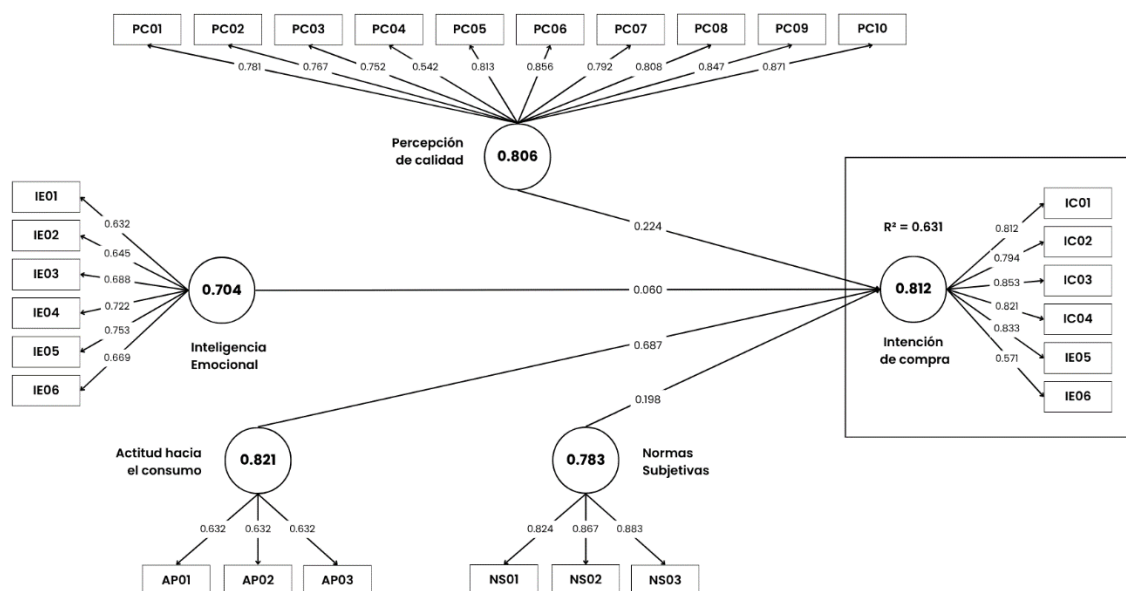 PC01 PC02 PC03 PC04 PC05 PC06 PC07 PC08 PC09 PC10
0.781 0.767 0.752 0.542 0.813 0.856 0.792 0.808 0.847 0.871
Percepción
de calidad
0.806
IE01
IE02
IE03
IE04
IE05
IE06
0.632
0.645
0.688
0.722
0.753
0.669
0.704
Inteligencia
Emocional
0.224
0.060
0.687
0.198
R² = 0.631
0.812
Intención
de compra
0.812
0.794
0.853
0.821
0.833
0.571
IC01
IC02
IC03
IC04
IE05
IE06
Actitud hacia
el consumo
0.821
0.632 0.632 0.632
AP01 AP02 AP03
0.783
Normas
Subjetivas
0.824 0.867 0.883
NS01 NS02 NS03